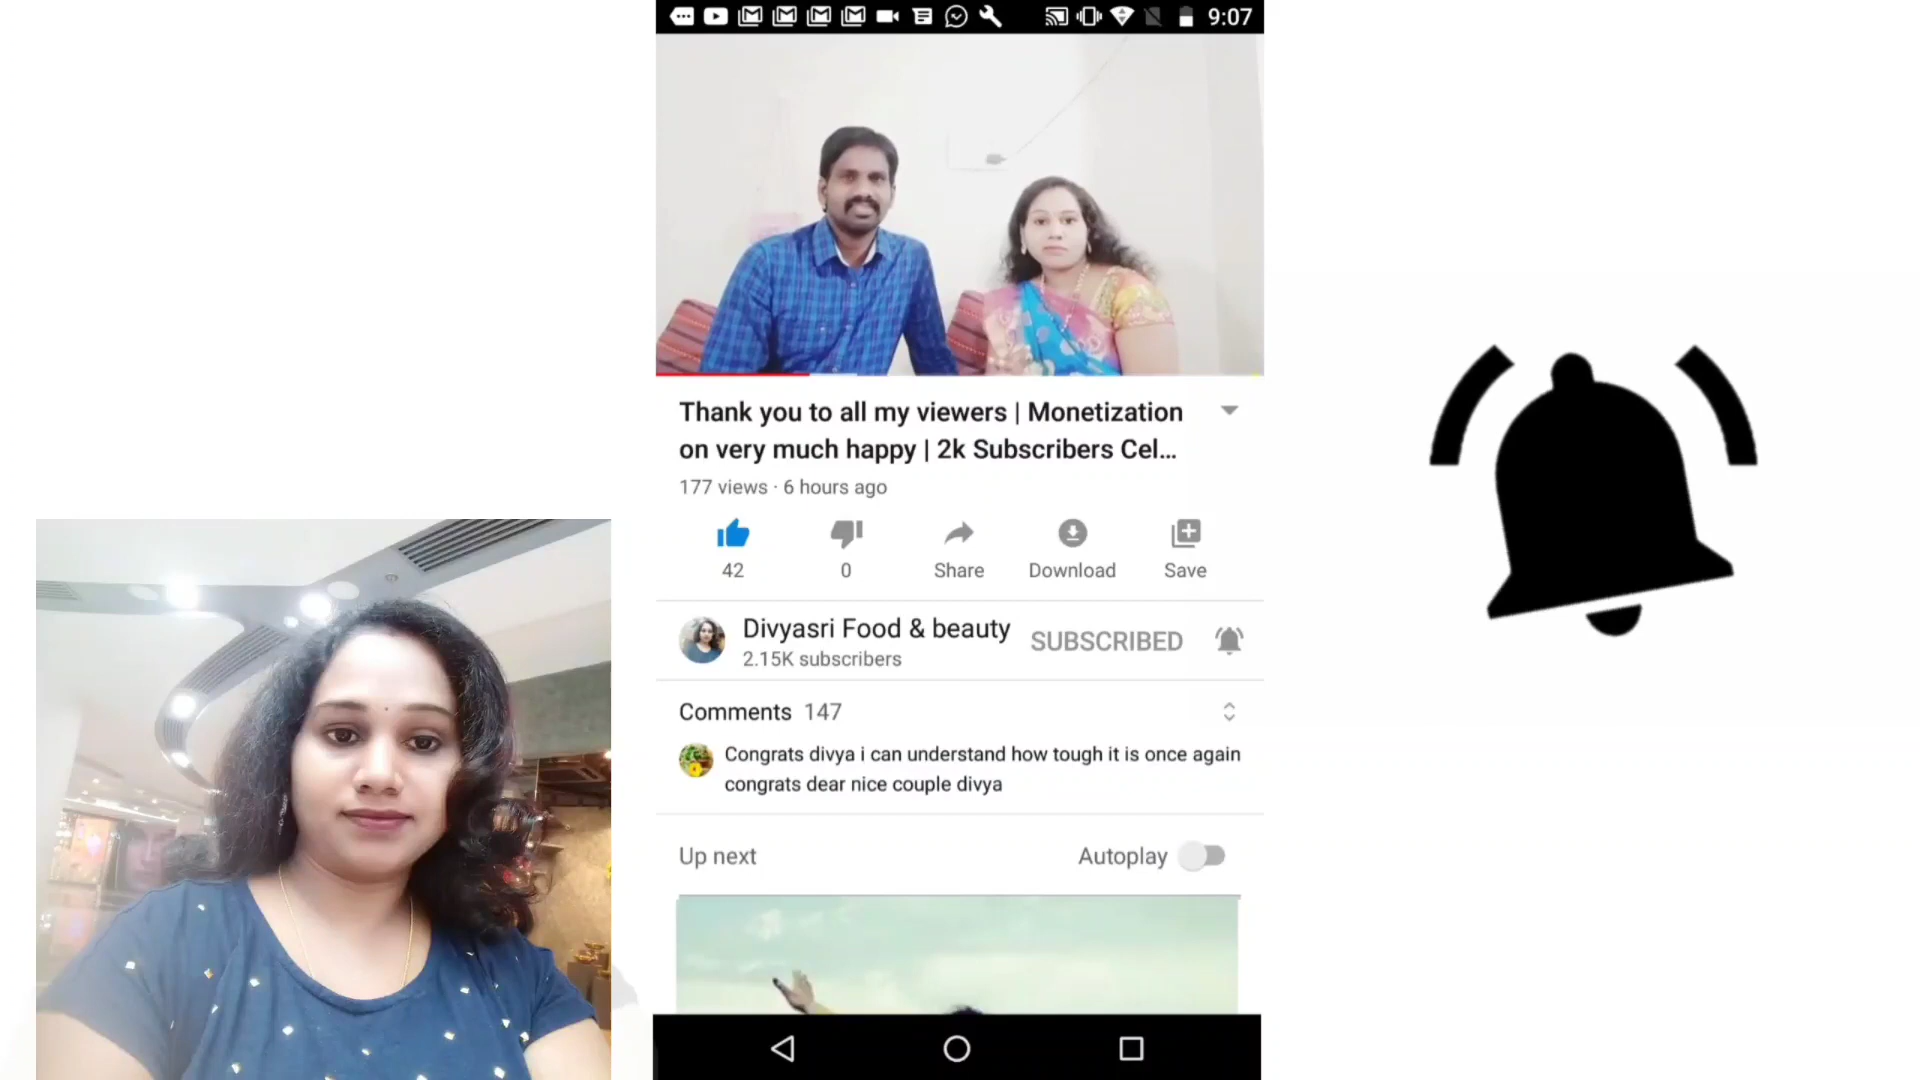 9:07
Thank you to all my viewers | Monetization
on very much happy | 2k Subscribers Cel...
177 views · 6 hours ago
42
0
Share
Download
Save
Divyasri Food & beauty
SUBSCRIBED
2.15K subscribers
Comments 147
Congrats divya i can understand how tough it is once again
congrats dear nice couple divya
Up next
Autoplay